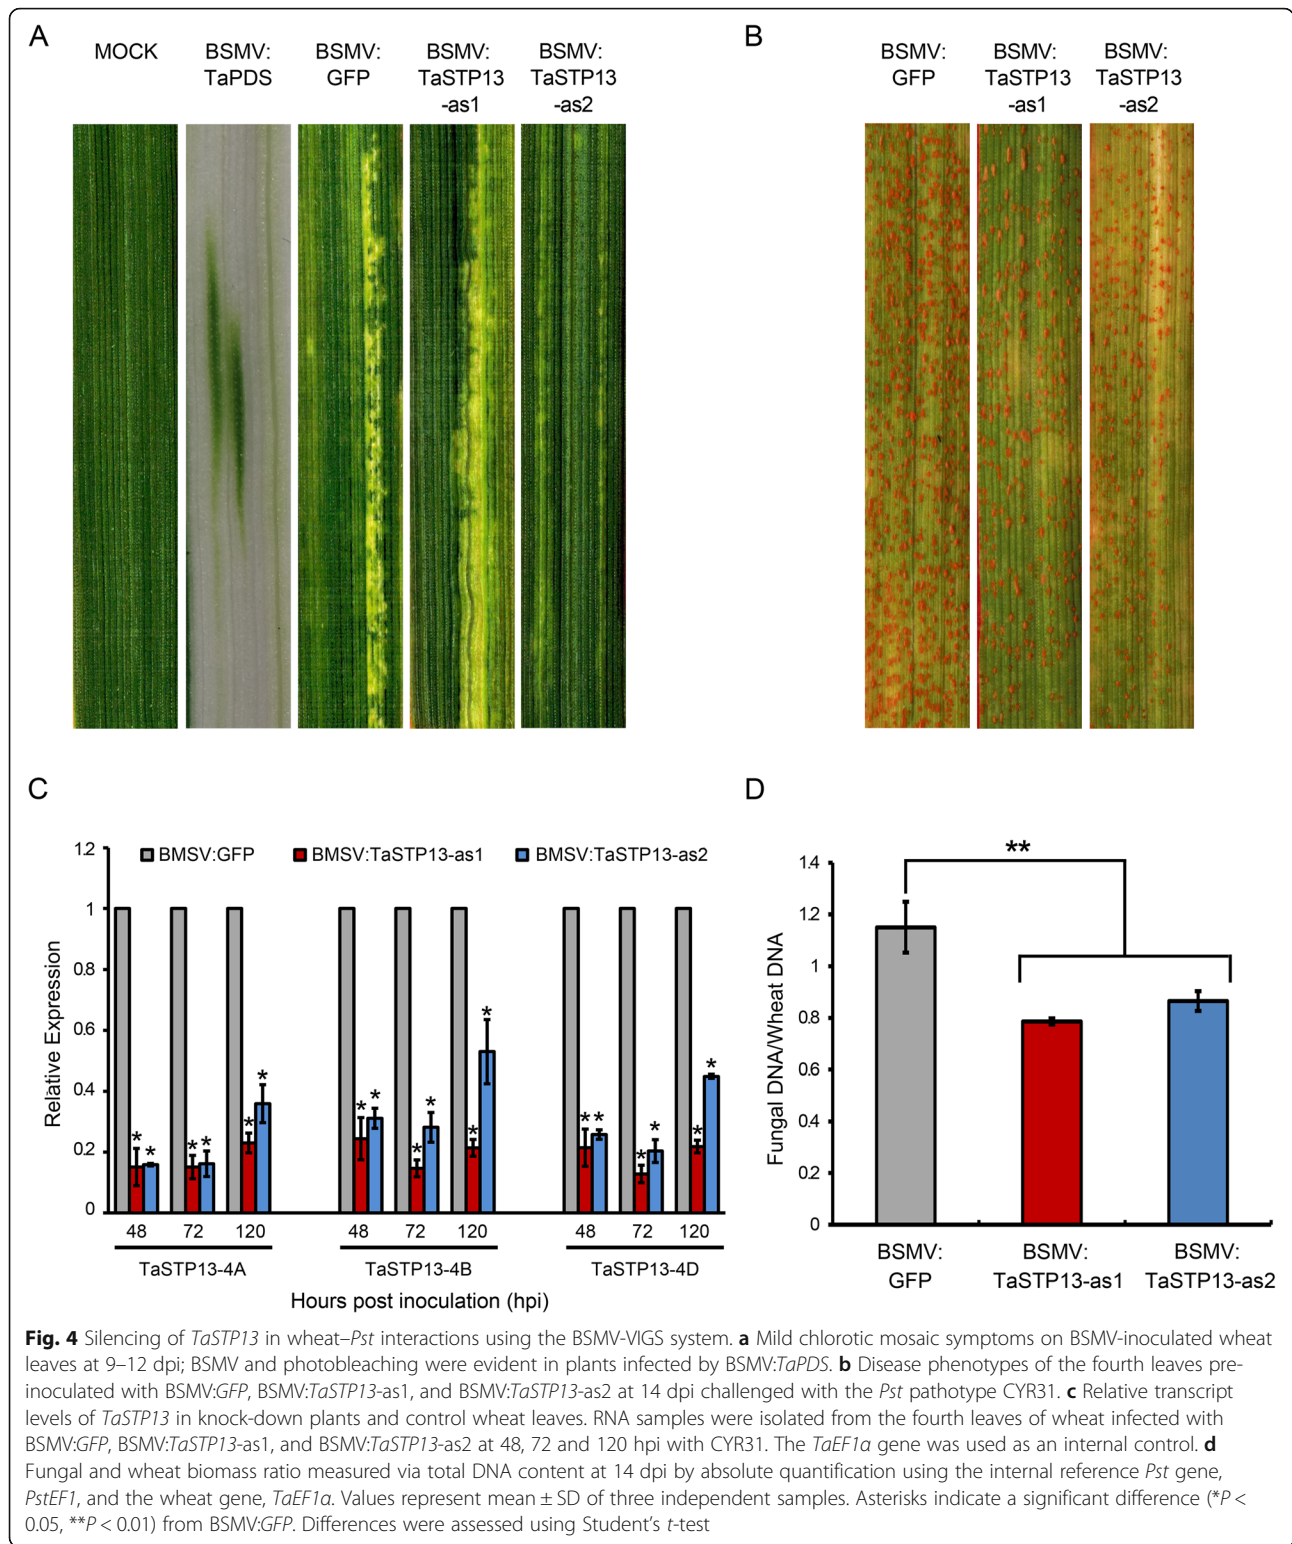 A
MOCK
BSMV:
TaPDS
BSMV:
GFP
BSMV:
TaSTP13
-as1
BSMV:
TaSTP13
-as2
B
BSMV:
GFP
BSMV:
TaSTP13
-as1
BSMV:
TaSTP13
-as2
C
BMSV:GFP
BMSV:TaSTP13-as1
BMSV:TaSTP13-as2
Relative Expression
1.2
1
0.8
0.6
0.4
0.2
0
* * * * * *
* * * * * *
* * * * * *
48 72 120
48 72 120
48 72 120
TaSTP13-4A
TaSTP13-4B
TaSTP13-4D
Hours post inoculation (hpi)
D
**
Fungal DNA/Wheat DNA
1.4
1.2
1
0.8
0.6
0.4
0.2
0
BSMV:
GFP
BSMV:
TaSTP13-as1
BSMV:
TaSTP13-as2
Fig. 4 Silencing of TaSTP13 in wheat–Pst interactions using the BSMV-VIGS system. a Mild chlorotic mosaic symptoms on BSMV-inoculated wheat
leaves at 9–12 dpi; BSMV and photobleaching were evident in plants infected by BSMV:TaPDS. b Disease phenotypes of the fourth leaves pre-
inoculated with BSMV:GFP, BSMV:TaSTP13-as1, and BSMV:TaSTP13-as2 at 14 dpi challenged with the Pst pathotype CYR31. c Relative transcript
levels of TaSTP13 in knock-down plants and control wheat leaves. RNA samples were isolated from the fourth leaves of wheat infected with
BSMV:GFP, BSMV:TaSTP13-as1, and BSMV:TaSTP13-as2 at 48, 72 and 120 hpi with CYR31. The TaEF1α gene was used as an internal control. d
Fungal and wheat biomass ratio measured via total DNA content at 14 dpi by absolute quantification using the internal reference Pst gene,
PstEF1, and the wheat gene, TaEF1α. Values represent mean ± SD of three independent samples. Asterisks indicate a significant difference (*P <
0.05, **P < 0.01) from BSMV:GFP. Differences were assessed using Student's t-test